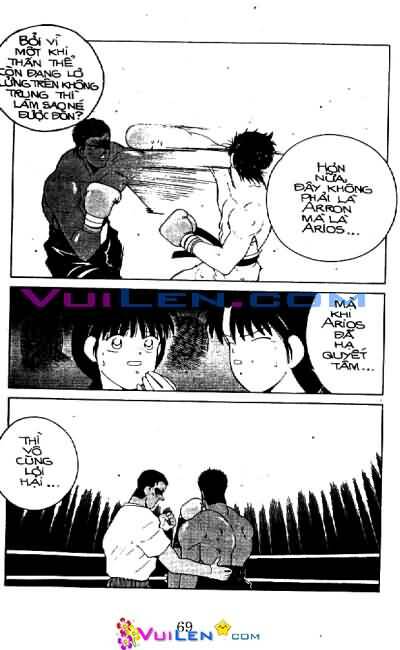 BỞI VÌ
MỘT KHI
THÂN THỂ
CÒN ĐANG LƠ
LỬNG TRÊN KHÔNG
TRUNG THÌ
LÀM SAO NÉ
ĐƯỢC ĐÒN?
HƠN
NỮA,
ĐÂY KHÔNG
PHẢI LÀ
ARRON
MÀ LÀ
ARIOS...
VUILEN.COM
MÀ
KHI
ARIOS
ĐÃ
HẠ
QUYẾT
TÂM...
THÌ
VÔ
CÙNG
LỢI
HẠI...
69
VUILEN